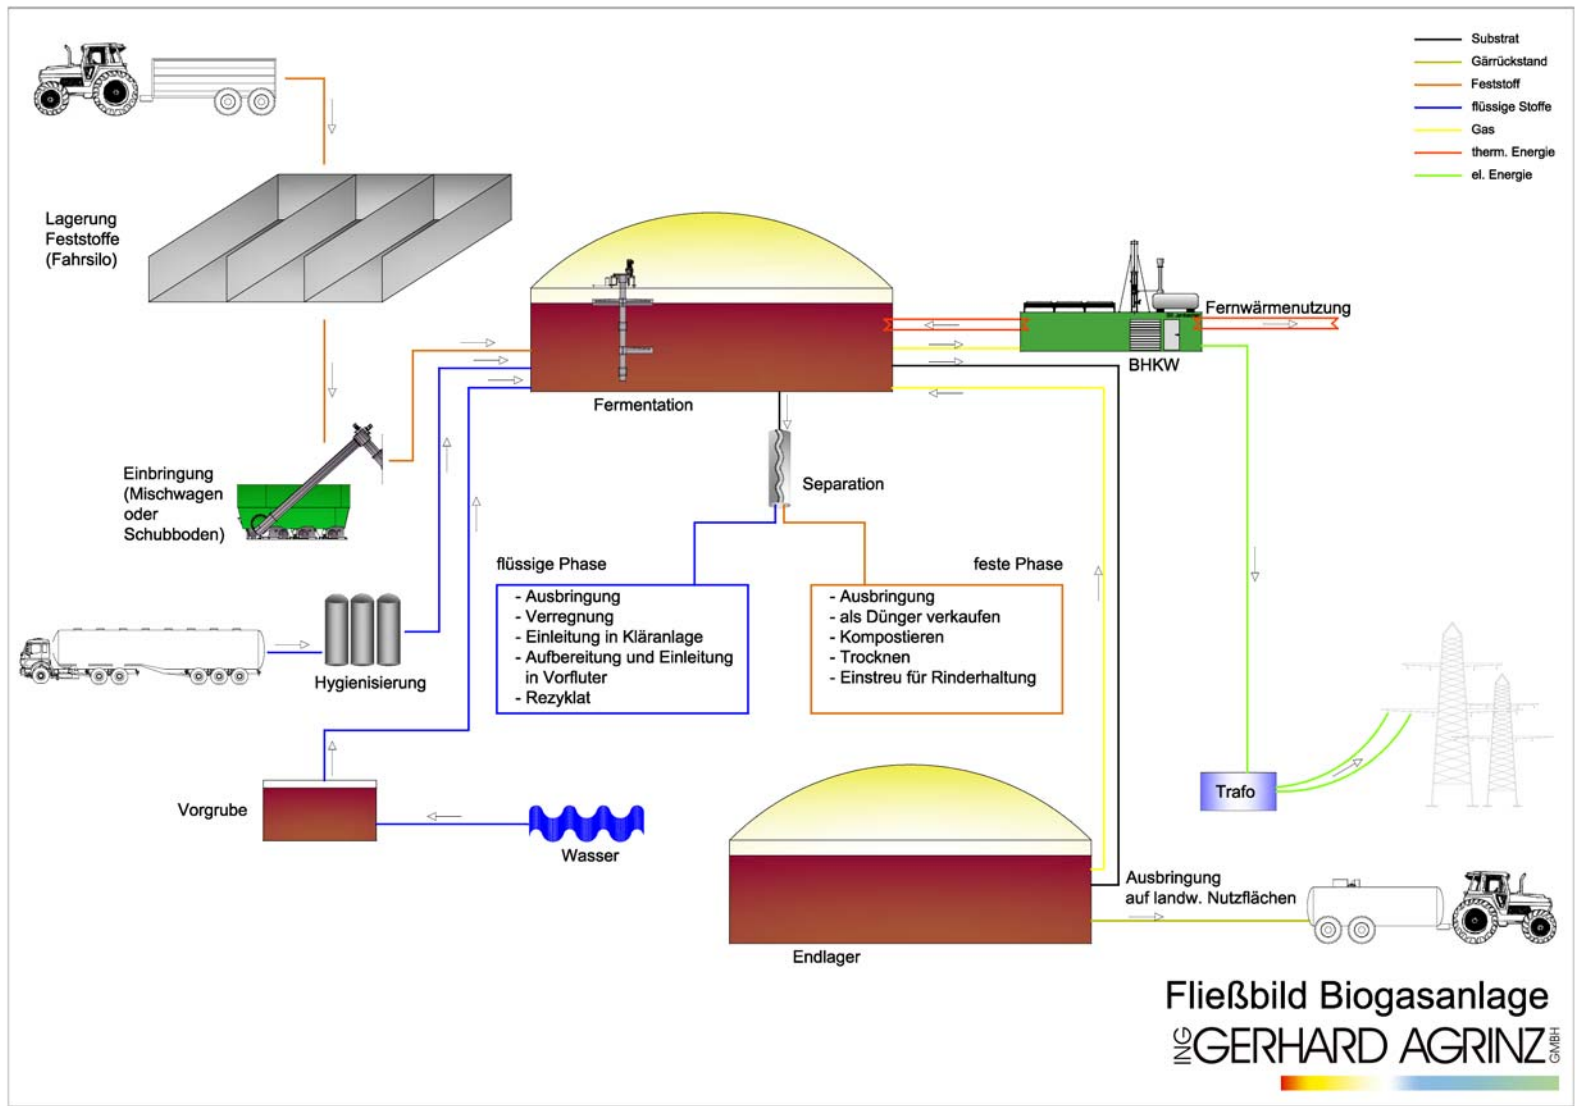 Substrat
Gärrückstand
Feststoff
flüssige Stoffe
Gas
therm. Energie
el. Energie
Lagerung
Feststoffe
(Fahrsilo)
Fernwärmenutzung
BHKW
Fermentation
Einbringung
(Mischwagen
oder
Schubboden)
Separation
flüssige Phase
- Ausbringung
- Verregnung
- Einleitung in Kläranlage
- Aufbereitung und Einleitung
in Vorfluter
- Rezyklat
feste Phase
- Ausbringung
- als Dünger verkaufen
- Kompostieren
- Trocknen
- Einstreu für Rinderhaltung
Hygienisierung
Vorgrube
Wasser
Trafo
Ausbringung
auf landw. Nutzflächen
Endlager
Fließbild Biogasanlage
ING GERHARD AGRINZ GMBH